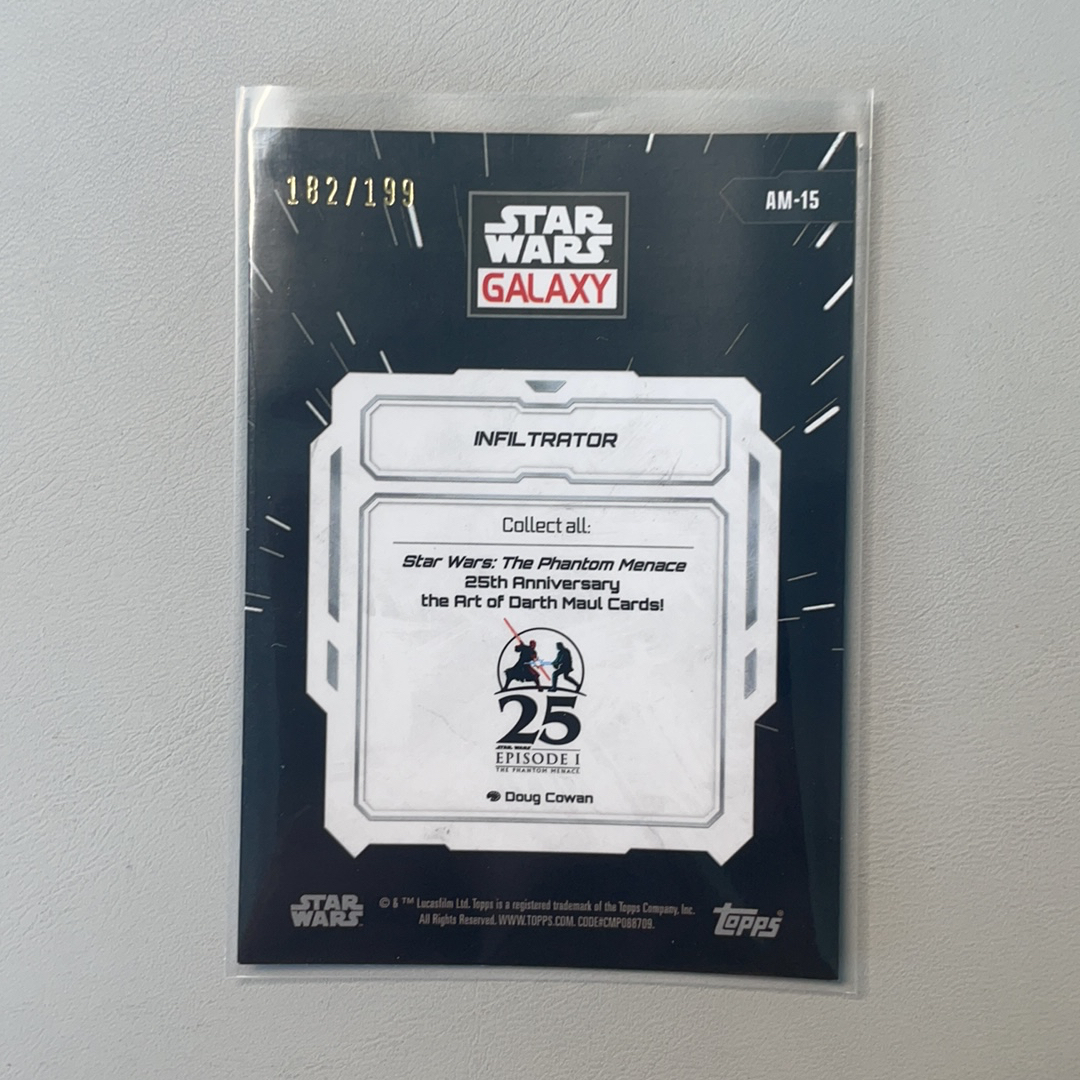 182/199
AM-15
STAR
WARS
GALAXY
INFILTRATOR
Collect all:
Star Wars: The Phantom Menace
25th Anniversary
the Art of Darth Maul Cards!
25
STAR WARS
EPISODE I
THE PHANTOM MENACE
Doug Cowan
STAR
WARS
© & ™ Lucasfilm Ltd. Topps is a registered trademark of the Topps Company, Inc.
All Rights Reserved. WWW.TOPPS.COM. CODE#CMP088709.
topps